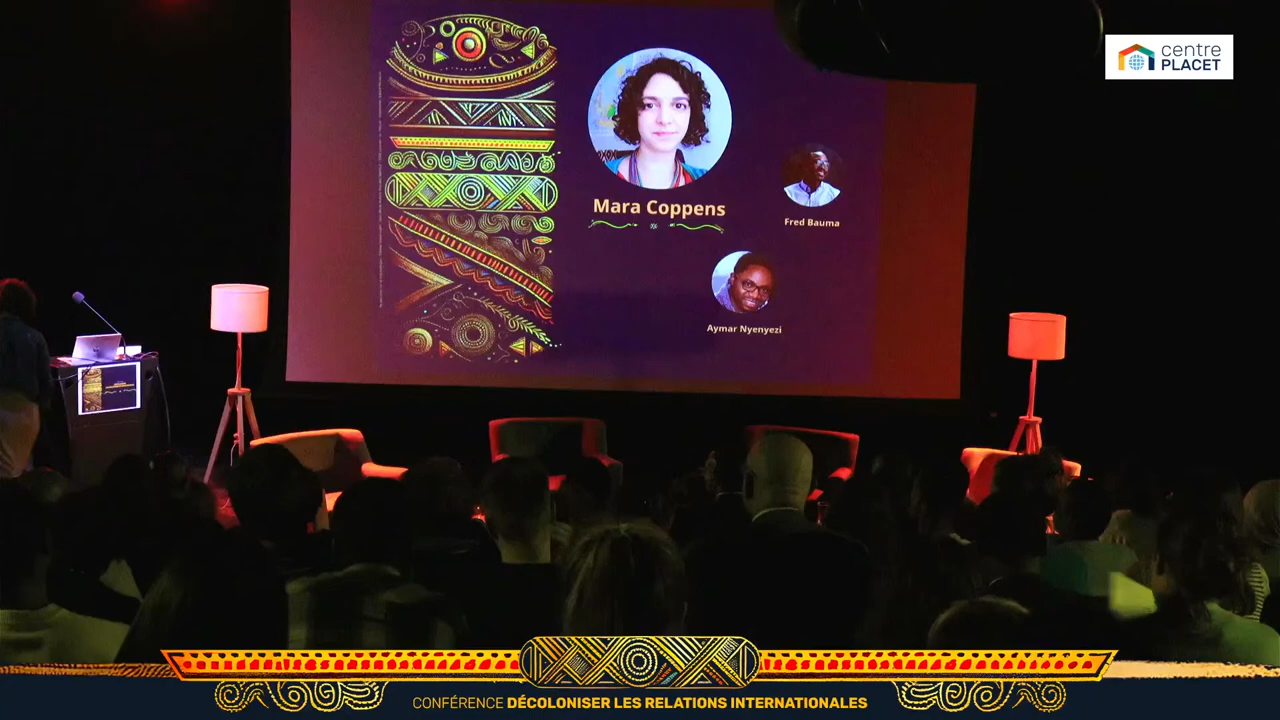 centre
PLACET
Mara Coppens
Fred Bauma
Aymar Nyenyezi
CONFÉRENCE DÉCOLONISER LES RELATIONS INTERNATIONALES